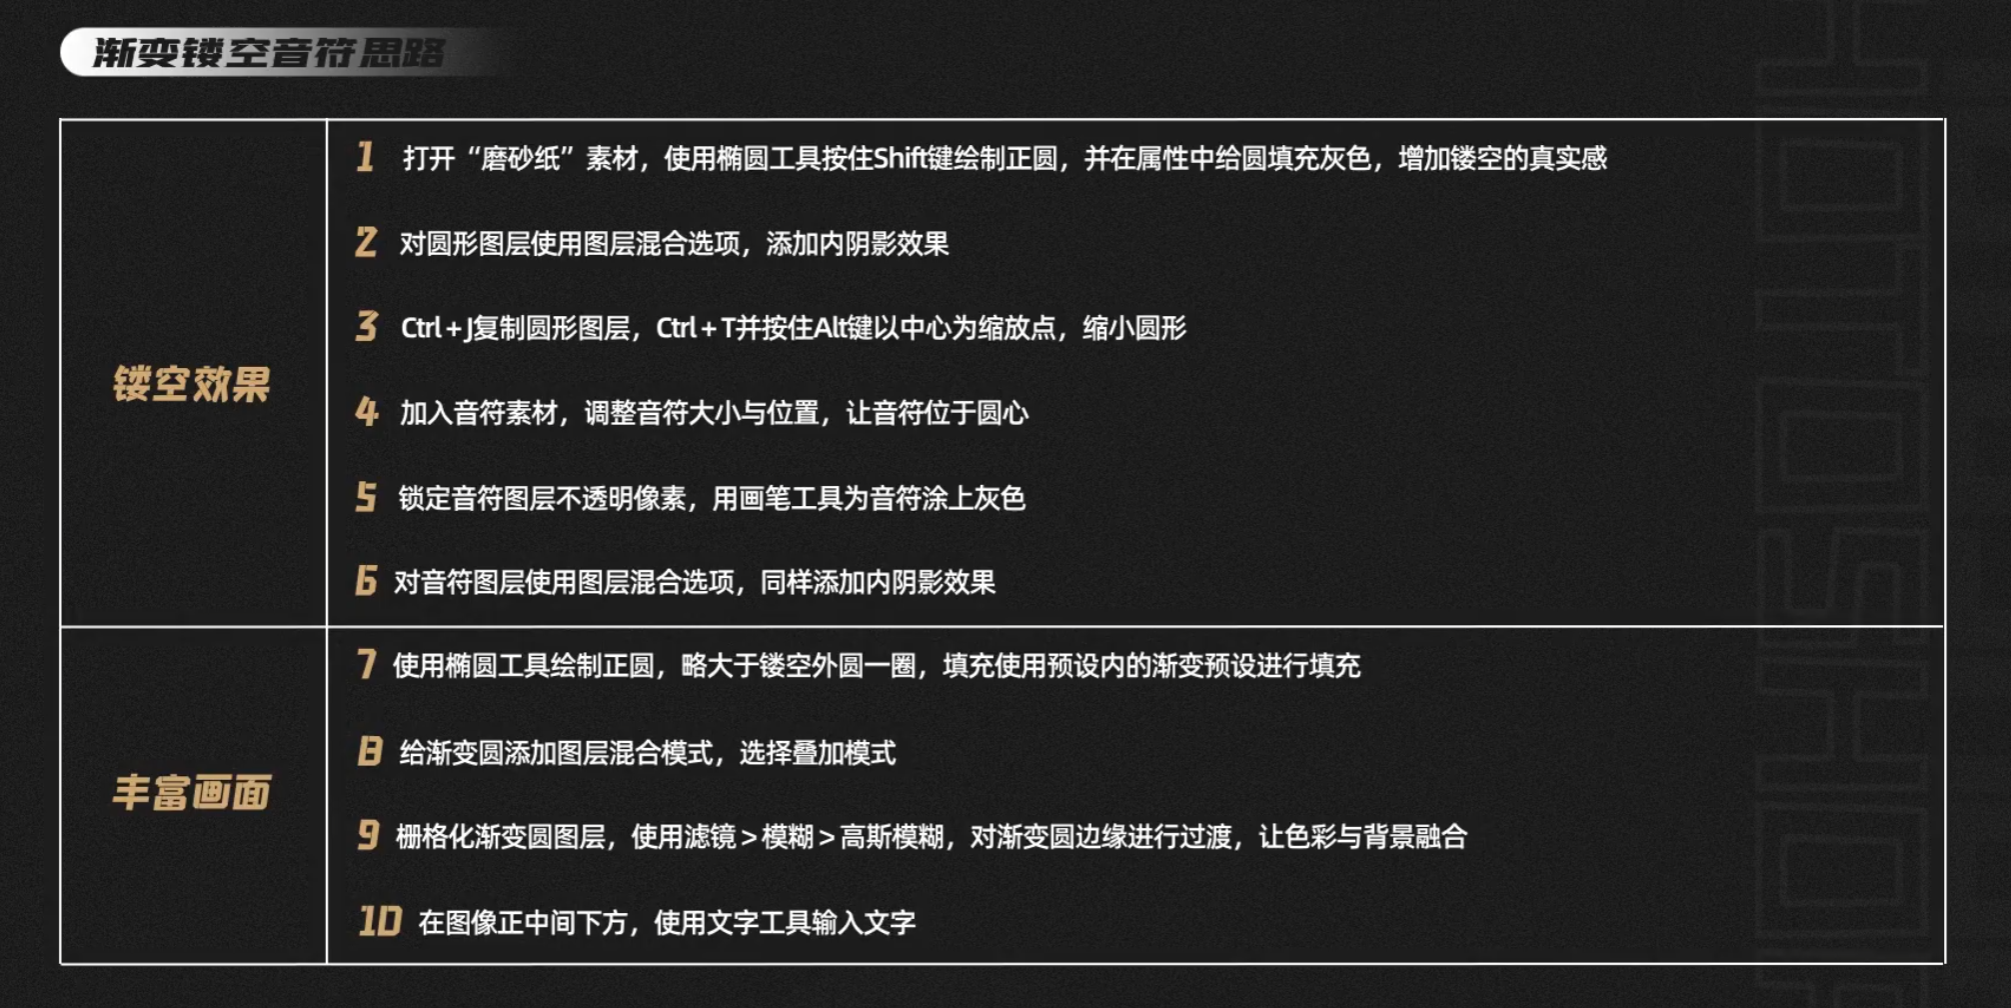 渐变镂空音符思路
镂空效果
1 打开“磨砂纸”素材，使用椭圆工具按住Shift键绘制正圆，并在属性中给圆填充灰色，增加镂空的真实感
2 对圆形图层使用图层混合选项，添加内阴影效果
3 Ctrl+J复制圆形图层，Ctrl+T并按住Alt键以中心为缩放点，缩小圆形
4 加入音符素材，调整音符大小与位置，让音符位于圆心
5 锁定音符图层不透明像素，用画笔工具为音符涂上灰色
6 对音符图层使用图层混合选项，同样添加内阴影效果
丰富画面
7 使用椭圆工具绘制正圆，略大于镂空外圆一圈，填充使用预设内的渐变预设进行填充
8 给渐变圆添加图层混合模式，选择叠加模式
9 栅格化渐变圆图层，使用滤镜>模糊>高斯模糊，对渐变圆边缘进行过渡，让色彩与背景融合
10 在图像正中间下方，使用文字工具输入文字